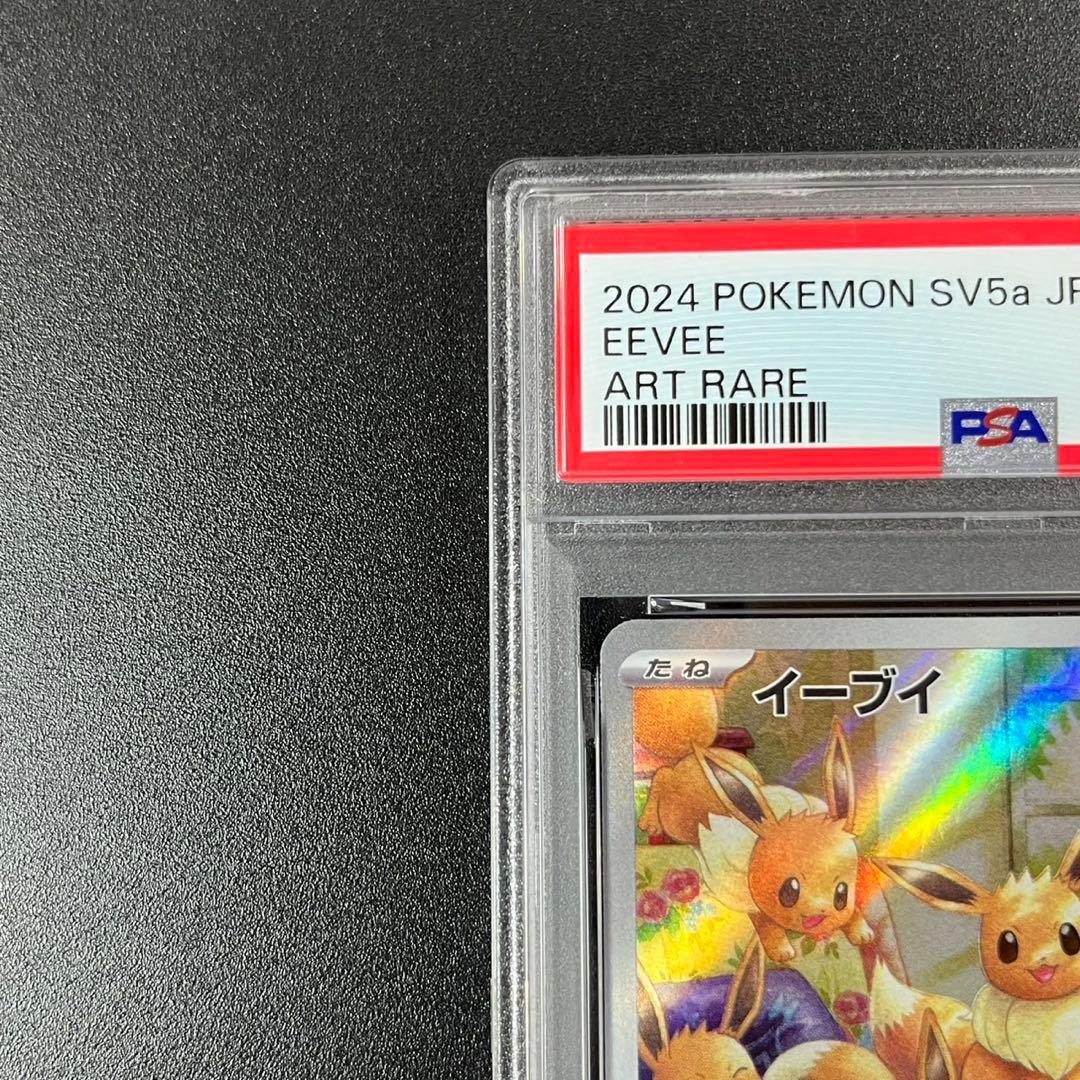 2024 POKEMON SV5a
EEVEE
ART RARE
PSA
たね
イーブイ